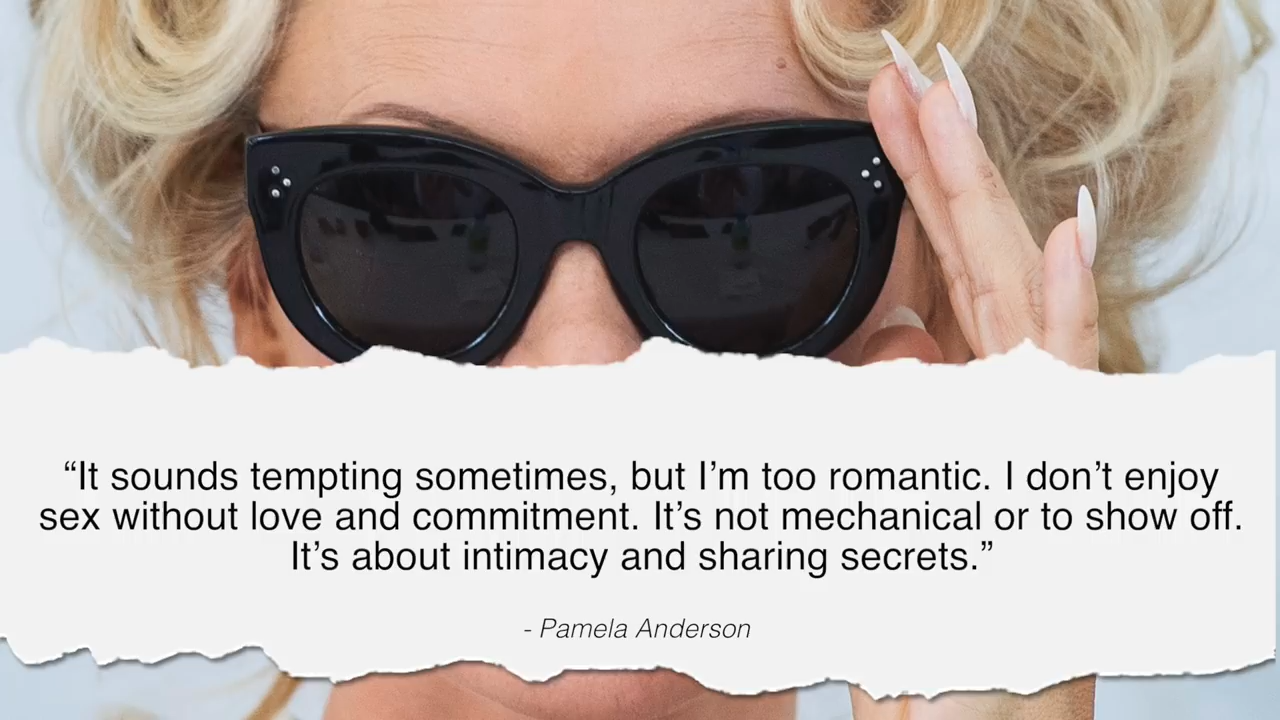 “It sounds tempting sometimes, but I’m too romantic. I don’t enjoy
sex without love and commitment. It’s not mechanical or to show off.
It’s about intimacy and sharing secrets.”
- Pamela Anderson